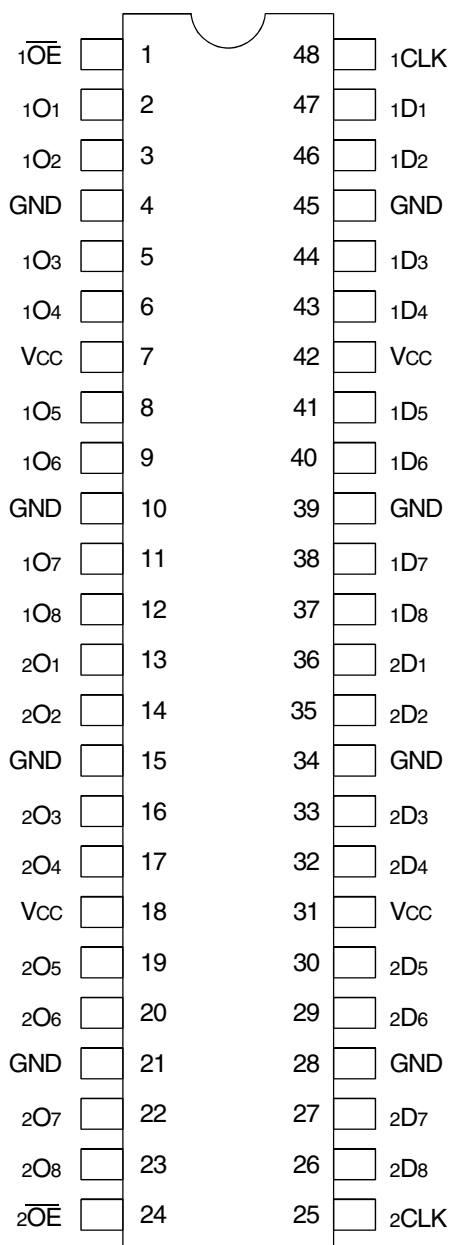 1OE 1 48 1CLK
1O1 2 47 1D1
1O2 3 46 1D2
GND 4 45 GND
1O3 5 44 1D3
1O4 6 43 1D4
VCC 7 42 VCC
1O5 8 41 1D5
1O6 9 40 1D6
GND 10 39 GND
1O7 11 38 1D7
1O8 12 37 1D8
2O1 13 36 2D1
2O2 14 35 2D2
GND 15 34 GND
2O3 16 33 2D3
2O4 17 32 2D4
VCC 18 31 VCC
2O5 19 30 2D5
2O6 20 29 2D6
GND 21 28 GND
2O7 22 27 2D7
2O8 23 26 2D8
2OE 24 25 2CLK